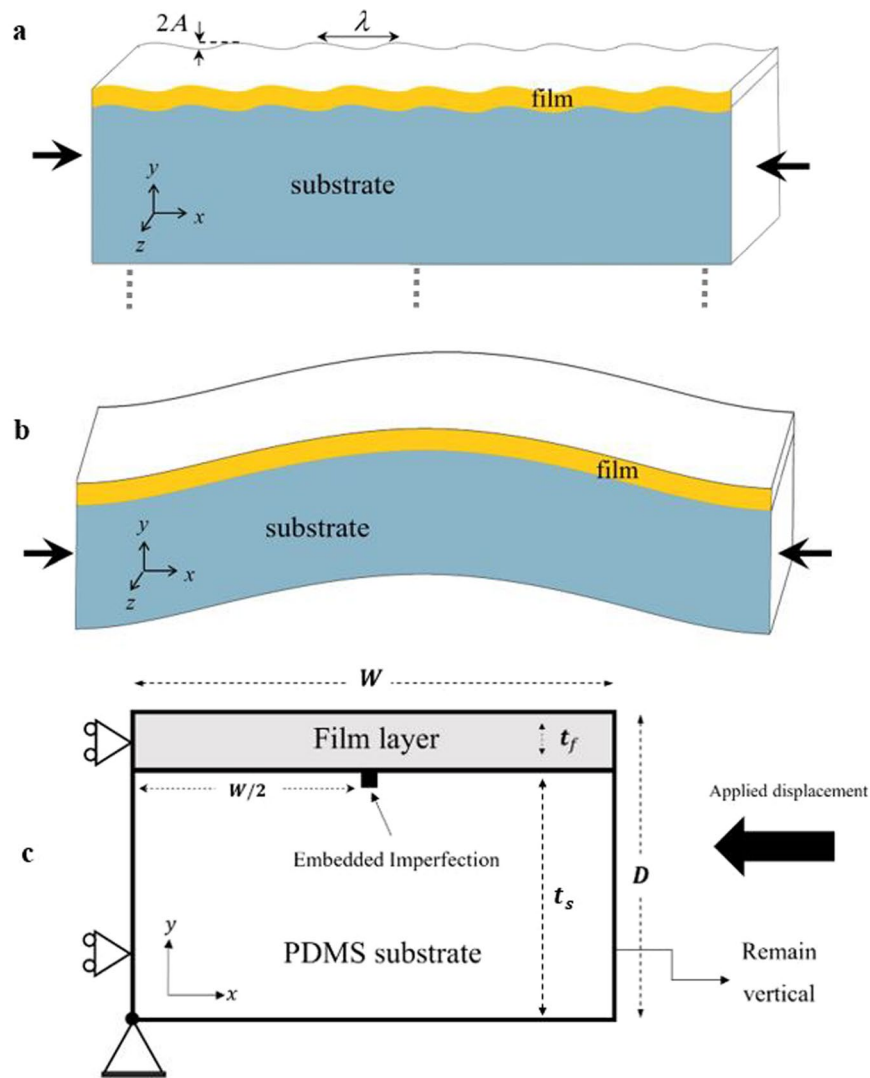 a
2A
λ
film
substrate
y
x
z
b
film
substrate
y
x
z
W
Film layer
t_f
W/2
Applied displacement
Embedded Imperfection
c
t_s
D
y
PDMS substrate
x
Remain
vertical